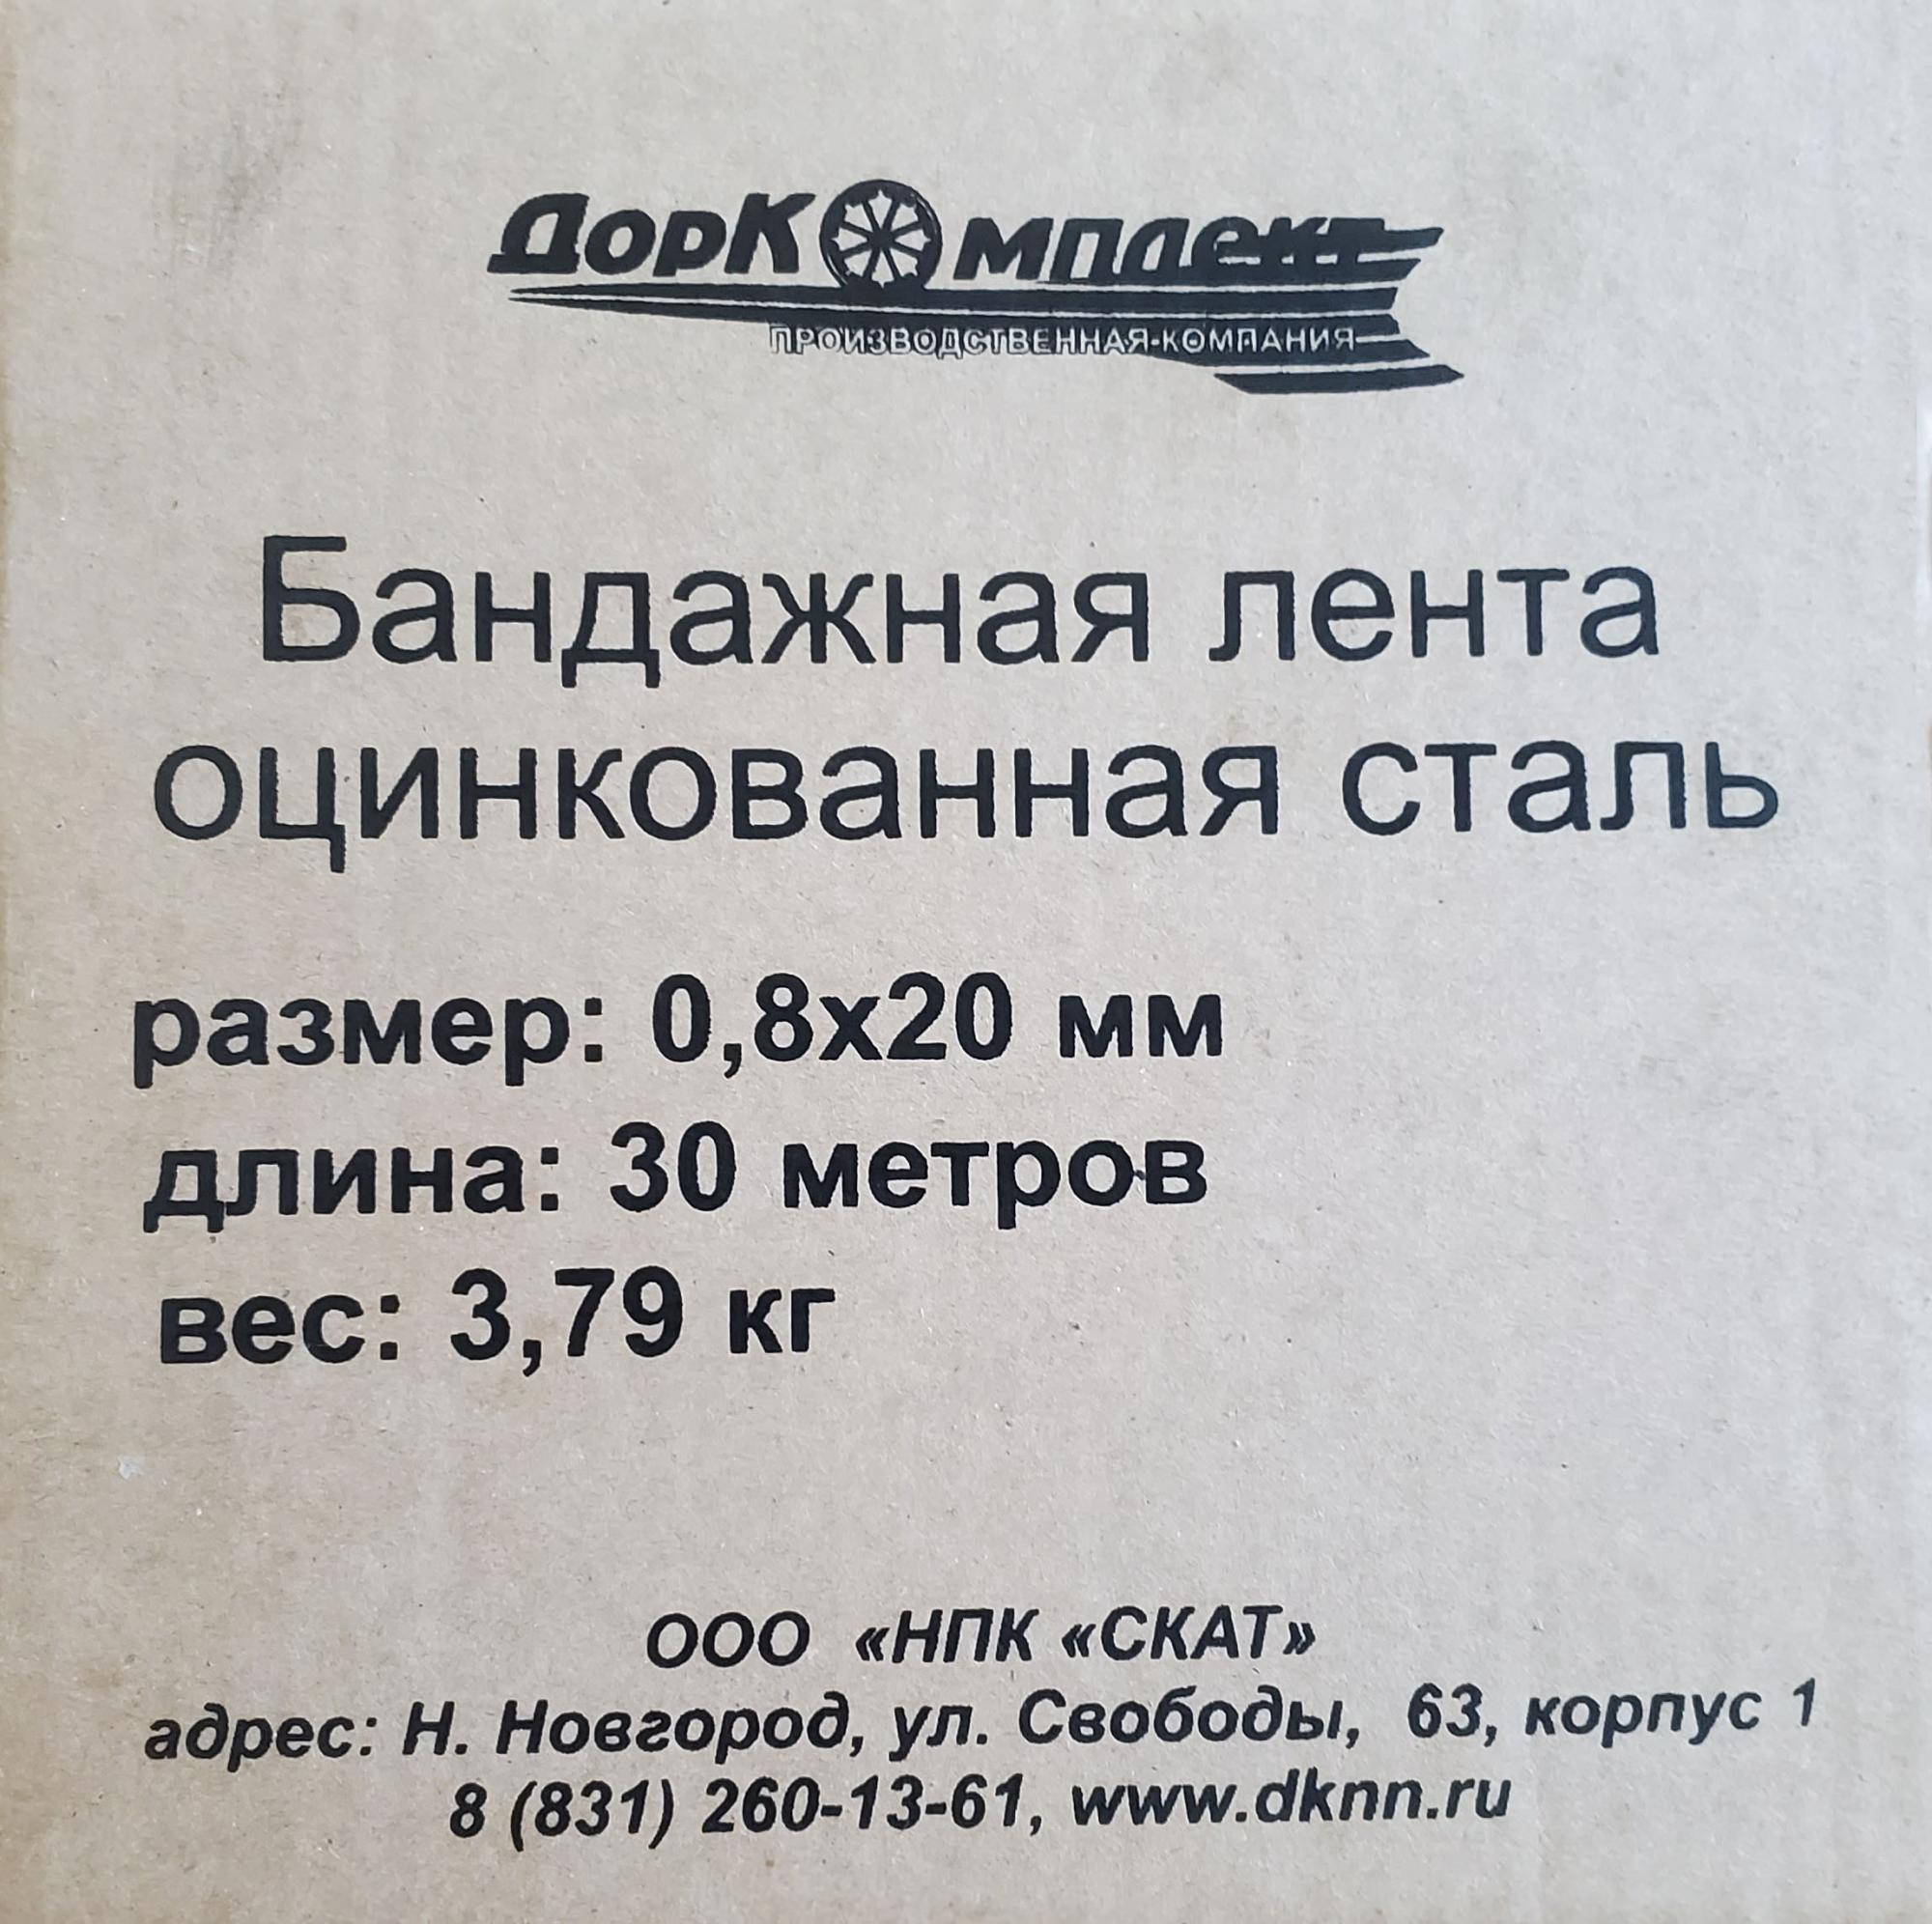 ДорКомплект
ПРОИЗВОДСТВЕННАЯ-КОМПАНИЯ
Бандажная лента
оцинкованная сталь
размер: 0,8х20 мм
длина: 30 метров
вес: 3,79 кг
ООО «НПК «СКАТ»
адрес: Н. Новгород, ул. Свободы, 63, корпус 1
8 (831) 260-13-61, www.dknn.ru